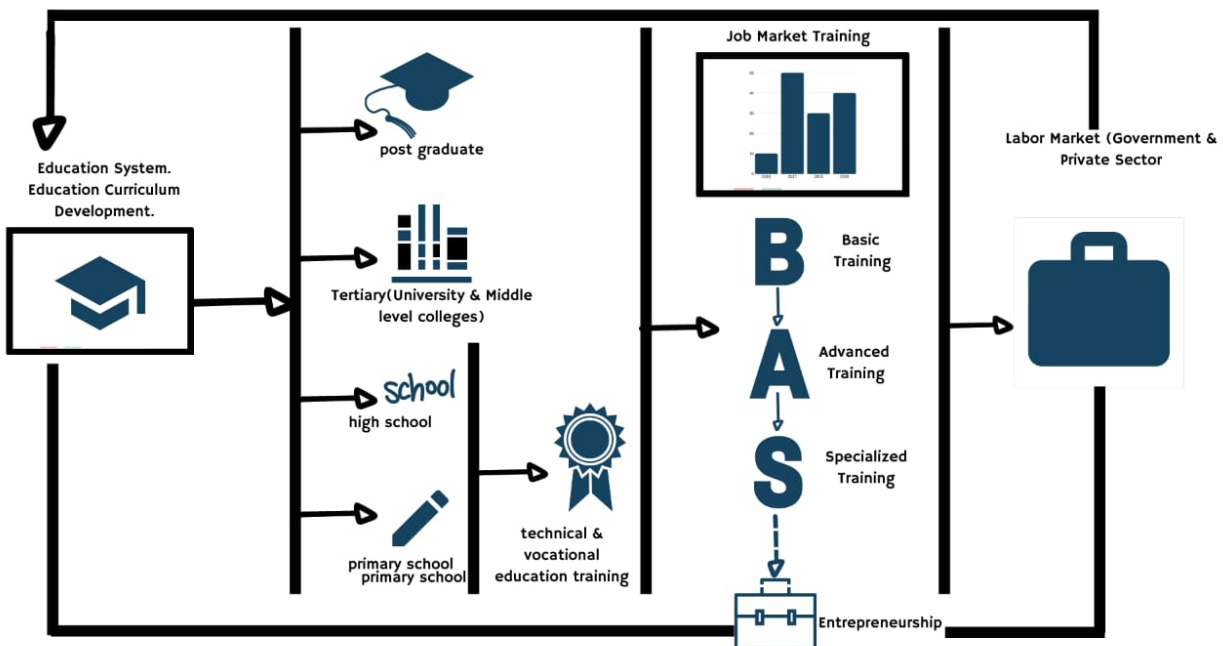 Job Market Training
Labor Market (Government &
Private Sector
Education System.
Education Curriculum
Development.
post graduate
Tertiary(University & Middle
level colleges)
school
high school
primary school
primary school
technical &
vocational
education training
B
Basic
Training
A
Advanced
Training
S
Specialized
Training
Entrepreneurship